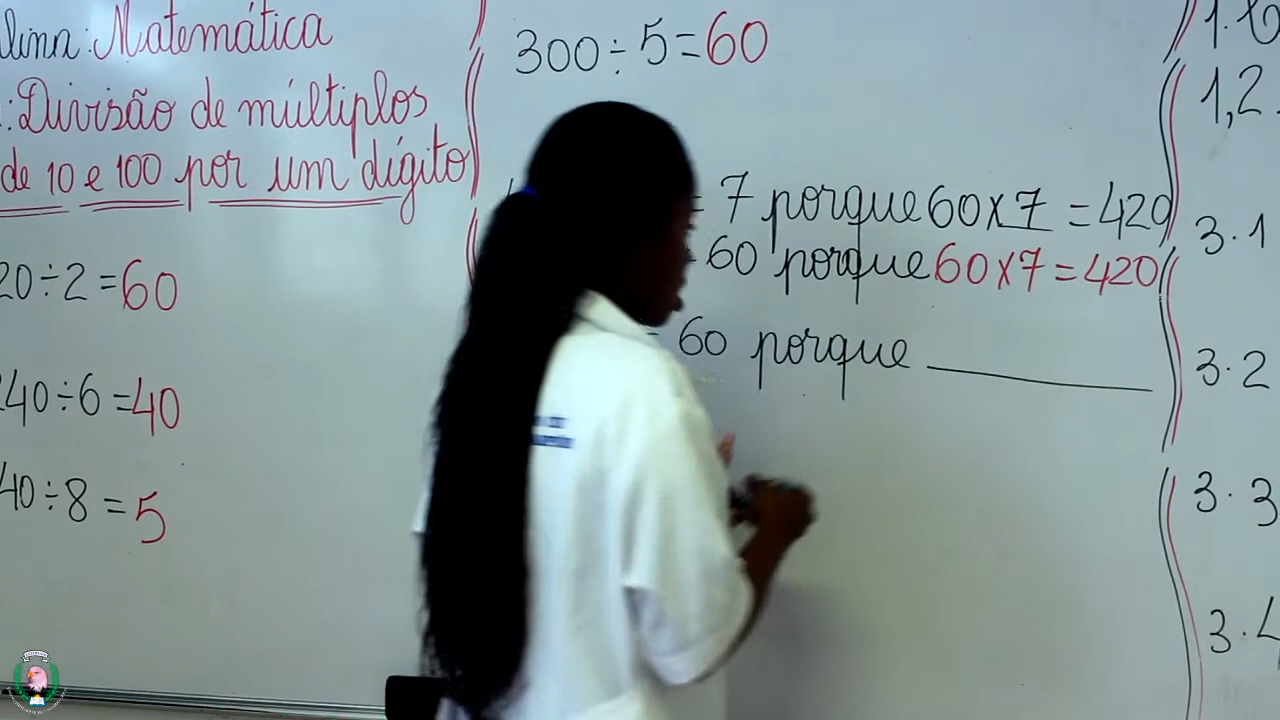 Matemática
: Divisão de múltiplos
de 10 e 100 por um dígito
20÷2=60
40÷6=40
40÷8=5
300÷5=60
= 7 porque 60x7=420
60 porque 60x7=420
60 porque ________
1.
1,2
3.1
3.2
3.3
3.4